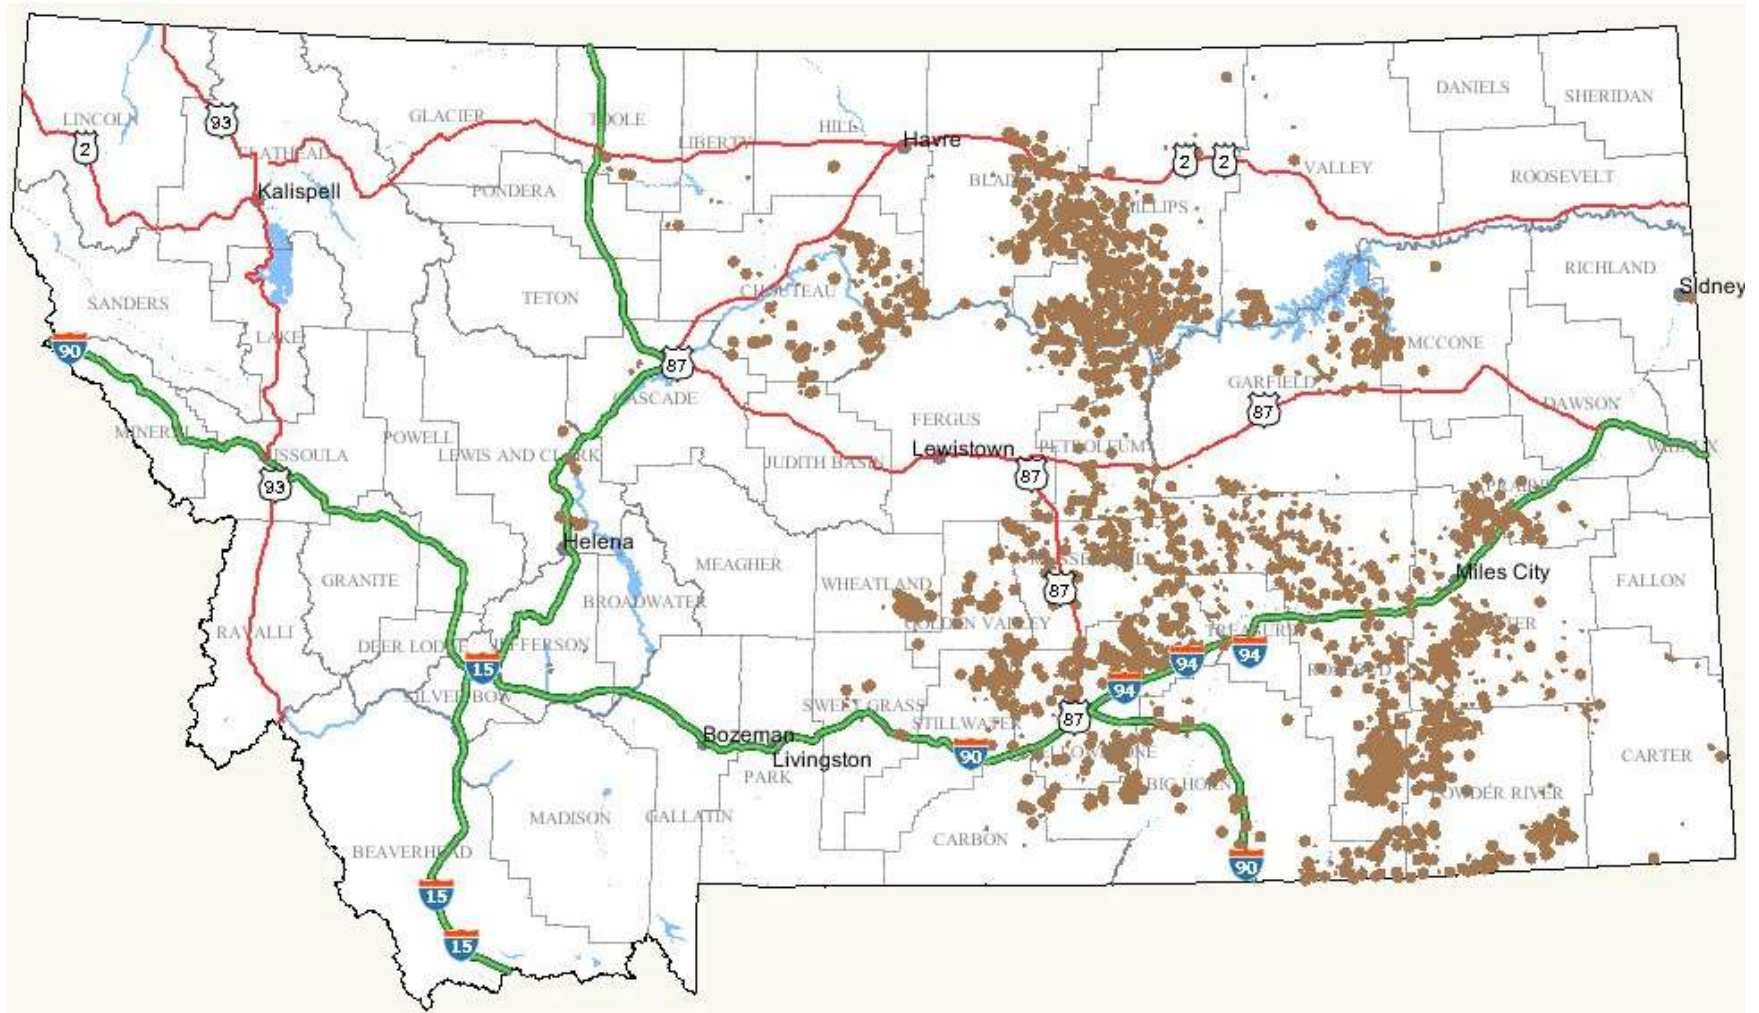 DANIELS
SHERIDAN
GLACIER
TOOLE
LINCOLN
93
2
HILL
LIBERTY
Havre
FLATHEAD
2
2
VALLEY
ROOSEVELT
Kalispell
PONDERA
RICHLAND
Sidney
CHOUTEAU
TETON
SANDERS
LAKE
90
87
MCCONE
GARFIELD
CASCADE
87
DAWSON
FERGUS
Lewistown
PETROLEUM
POWELL
LEWIS AND CLARK
JUDITH BASIN
87
93
Helena
MEAGHER
WHEATLAND
Miles City
GRANITE
FALLON
87
BROADWATER
GOLDEN VALLEY
RAVALLI
TREASURE
DEER LODGE
JEFFERSON
94
94
15
94
SILVER BOW
SWEET GRASS
STILLWATER
87
Bozeman
Livingston
90
CARTER
PARK
BIG HORN
POWDER RIVER
MADISON
GALLATIN
CARBON
BEAVERHEAD
90
15
15